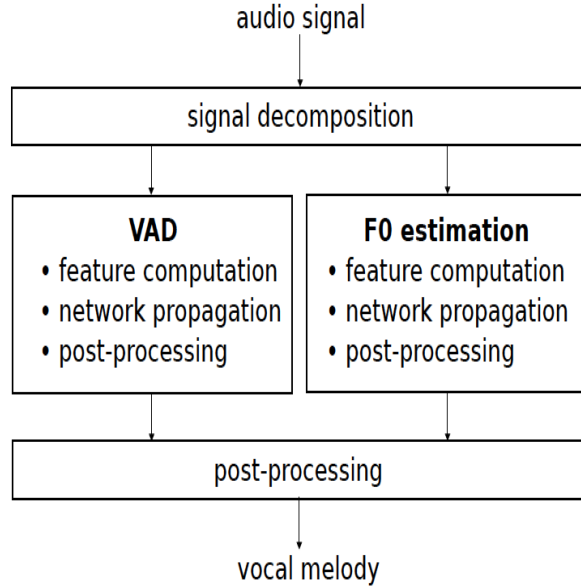 audio signal
signal decomposition
VAD
• feature computation
• network propagation
• post-processing
F0 estimation
• feature computation
• network propagation
• post-processing
post-processing
vocal melody